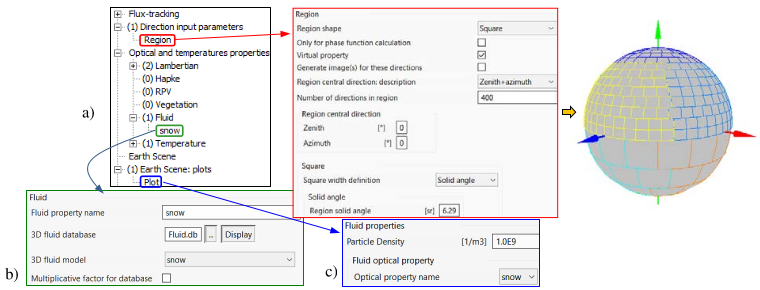 Flux-tracking
(1) Direction input parameters
Region
Optical and temperatures properties
(2) Lambertian
(0) Hapke
(0) RPV
(0) Vegetation
(1) Fluid
snow
(1) Temperature
Earth Scene
(1) Earth Scene: plots
Plot
a)
Region
Region shape Square
Only for phase function calculation
Virtual property
Generate image(s) for these directions
Region central direction: description Zenith+azimuth
Number of directions in region 400
Region central direction
Zenith [°] 0
Azimuth [°] 0
Square
Square width definition Solid angle
Solid angle
Region solid angle [sr] 6.29
Fluid
Fluid property name snow
3D fluid database Fluid.db .. Display
3D fluid model snow
Multiplicative factor for database
b)
c)
Fluid properties
Particle Density [1/m3] 1.0E9
Fluid optical property
Optical property name snow